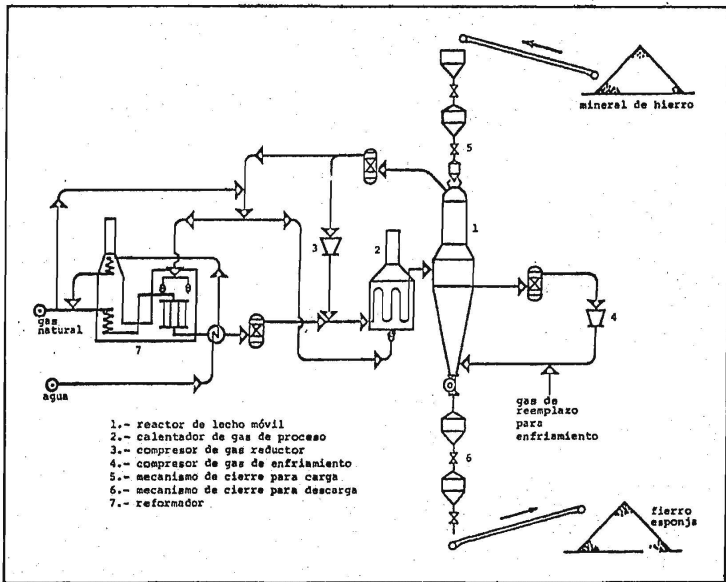 mineral de hierro
5
1
2
3
4
gas
natural
7
agua
gas de
reemplazo
para
enfriamiento
1.- reactor de lecho móvil
2.- calentador de gas de proceso
3.- compresor de gas reductor
4.- compresor de gas de enfriamiento
5.- mecanismo de cierre para carga
6.- mecanismo de cierre para descarga
7.- reformador
6
fierro
esponja